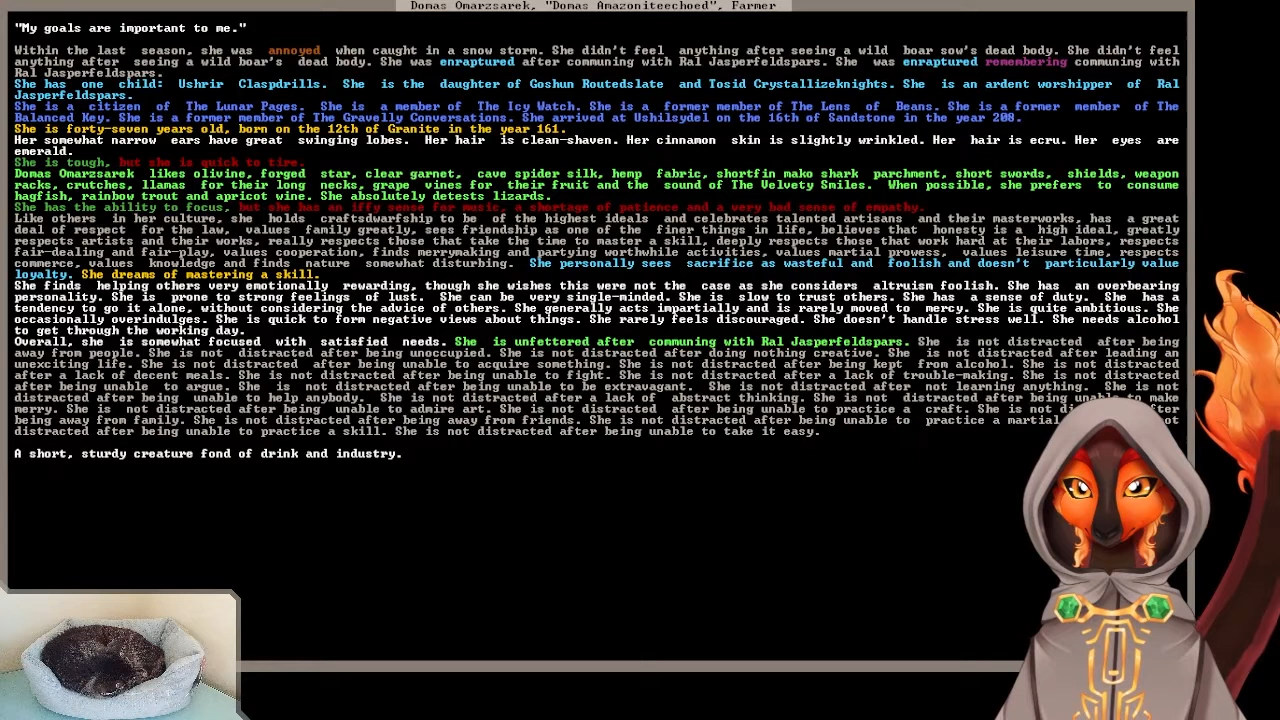 Domas Omarzsarek, "Domas Amazoniteechoed", Farmer
"My goals are important to me."
Within the last season, she was annoyed when caught in a snow storm. She didn't feel anything after seeing a wild boar sow's dead body. She didn't feel
anything after seeing a wild boar's dead body. She was enraptured after communing with Ral Jasperfeldspars. She was enraptured remembering communing with
Ral Jasperfeldspars.
She has one child: Ushrir Claspdrills. She is the daughter of Goshun Routedslate and Tosid Crystallizeknights. She is an ardent worshipper of Ral
Jasperfeldspars.
She is a citizen of The Lunar Pages. She is a member of The Icy Watch. She is a former member of The Lens of Beans. She is a former member of The
Balanced Key. She is a former member of The Gravelly Conversations. She arrived at Ushilsydel on the 16th of Sandstone in the year 208.
She is forty-seven years old, born on the 12th of Granite in the year 161.
Her somewhat narrow ears have great swinging lobes. Her hair is clean-shaven. Her cinnamon skin is slightly wrinkled. Her hair is ecru. Her eyes are
emerald.
She is tough, but she is quick to tire.
Domas Omarzsarek likes olivine, forged star, clear garnet, cave spider silk, hemp fabric, shortfin mako shark parchment, short swords, shields, weapon
racks, crutches, llamas for their long necks, grape vines for their fruit and the sound of The Velvety Smiles. When possible, she prefers to consume
hagfish, rainbow trout and apricot wine. She absolutely detests lizards.
She has the ability to focus, but she has an iffy sense for music, a shortage of patience and a very bad sense of empathy.
Like others in her culture, she holds craftsdwarfship to be of the highest ideals and celebrates talented artisans and their masterworks, has a great
deal of respect for the law, values family greatly, sees friendship as one of the finer things in life, believes that honesty is a high ideal, greatly
respects artists and their works, really respects those that take the time to master a skill, deeply respects those that work hard at their labors, respects
fair-dealing and fair-play, values cooperation, finds merrymaking and partying worthwhile activities, values martial prowess, values leisure time, respects
commerce, values knowledge and finds nature somewhat disturbing. She personally sees sacrifice as wasteful and foolish and doesn't particularly value
loyalty. She dreams of mastering a skill.
She finds helping others very emotionally rewarding, though she wishes this were not the case as she considers altruism foolish. She has an overbearing
personality. She is prone to strong feelings of lust. She can be very single-minded. She is slow to trust others. She has a sense of duty. She has a
tendency to go it alone, without considering the advice of others. She generally acts impartially and is rarely moved to mercy. She is quite ambitious. She
occasionally overindulges. She is quick to form negative views about things. She rarely feels discouraged. She doesn't handle stress well. She needs alcohol
to get through the working day.
Overall, she is somewhat focused with satisfied needs. She is unfettered after communing with Ral Jasperfeldspars. She is not distracted after being
away from people. She is not distracted after being unoccupied. She is not distracted after doing nothing creative. She is not distracted after leading an
unexciting life. She is not distracted after being unable to acquire something. She is not distracted after being kept from alcohol. She is not distracted
after a lack of decent meals. She is not distracted after being unable to fight. She is not distracted after a lack of trouble-making. She is not distracted
after being unable to argue. She is not distracted after being unable to be extravagant. She is not distracted after not learning anything. She is not
distracted after being unable to help anybody. She is not distracted after a lack of abstract thinking. She is not distracted after being unable to make
merry. She is not distracted after being unable to admire art. She is not distracted after being unable to practice a craft. She is not after
being away from family. She is not distracted after being away from friends. She is not distracted after being unable to practice a martial not
distracted after being unable to practice a skill. She is not distracted after being unable to take it easy.
A short, sturdy creature fond of drink and industry.